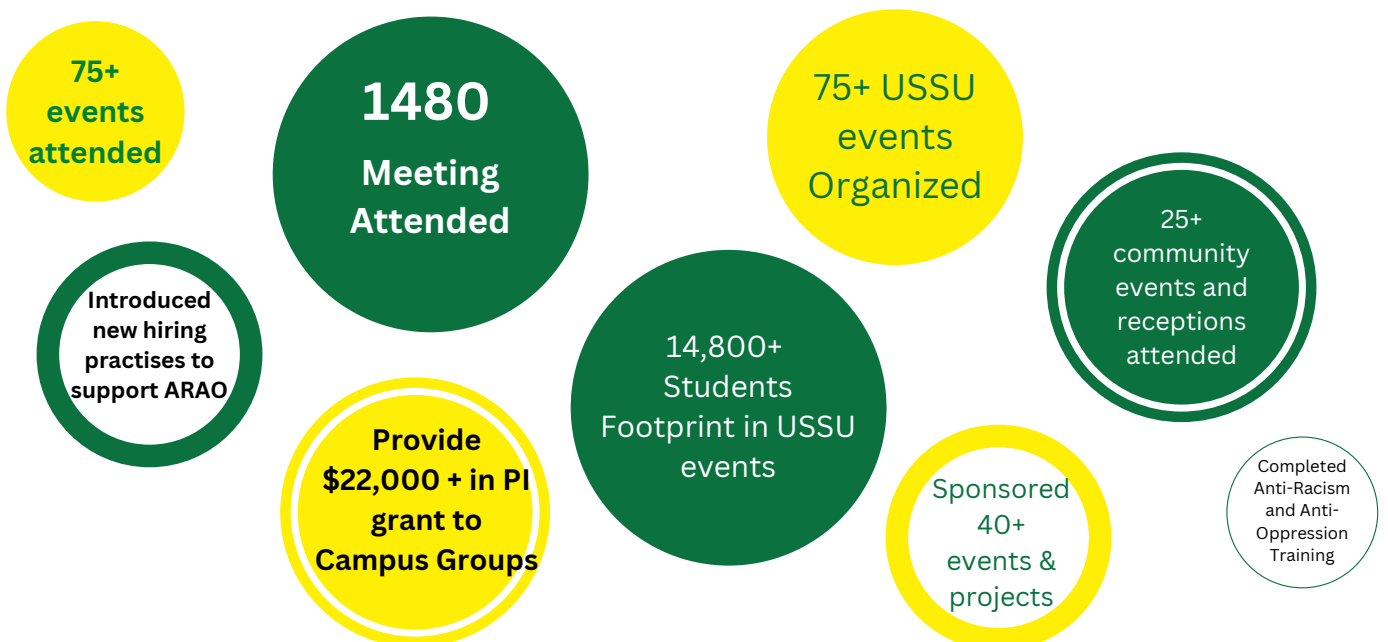 75+
events
attended
1480
Meeting
Attended
75+ USSU
events
Organized
25+
community
events and
receptions
attended
Introduced
new hiring
practises to
support ARAO
14,800+
Students
Footprint in USSU
events
Provide
$22,000 + in PI
grant to
Campus Groups
Sponsored
40+
events &
projects
Completed
Anti-Racism
and Anti-
Oppression
Training